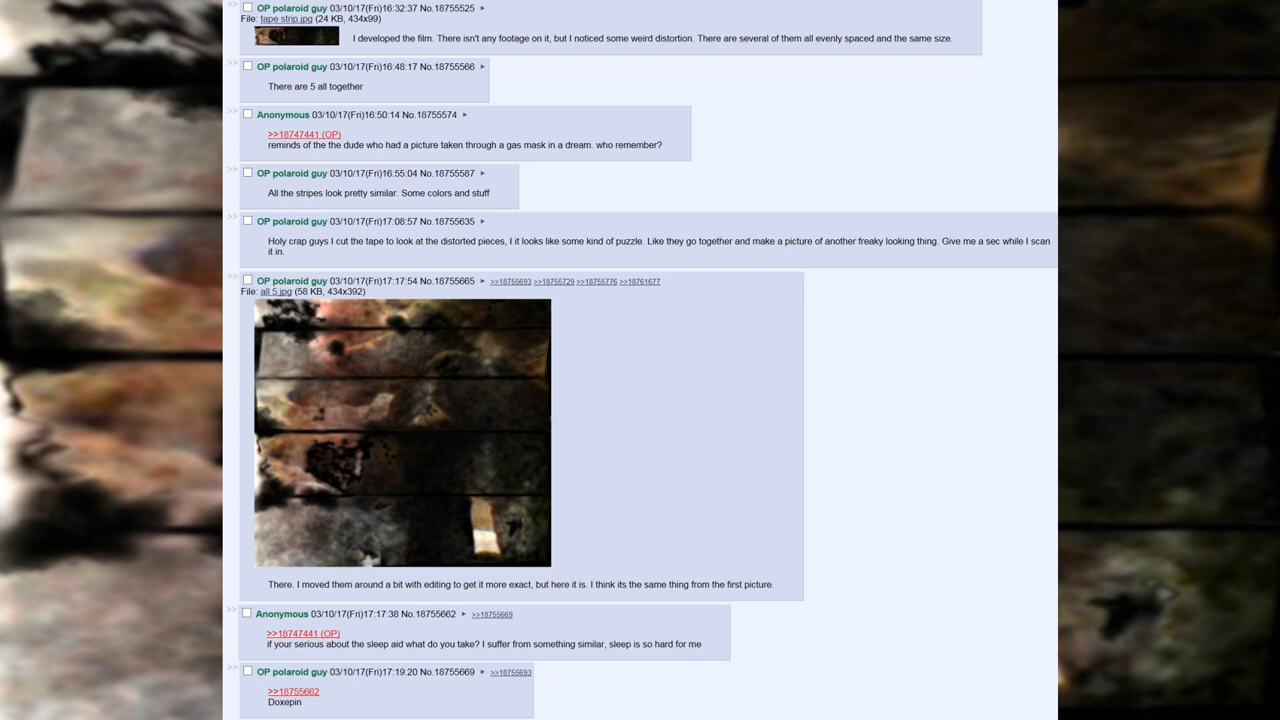 >> OP polaroid guy 03/10/17(Fri)16:32:37 No.18755525 ►
File: tape strip.jpg (24 KB, 434x99)
I developed the film. There isn't any footage on it, but I noticed some weird distortion. There are several of them all evenly spaced and the same size.
>> OP polaroid guy 03/10/17(Fri)16:48:17 No.18755566 ►
There are 5 all together
>> Anonymous 03/10/17(Fri)16:50:14 No.18755574 ►
>>18747441 (OP)
reminds of the the dude who had a picture taken through a gas mask in a dream. who remember?
>> OP polaroid guy 03/10/17(Fri)16:55:04 No.18755587 ►
All the stripes look pretty similar. Some colors and stuff
>> OP polaroid guy 03/10/17(Fri)17:08:57 No.18755635 ►
Holy crap guys I cut the tape to look at the distorted pieces, I it looks like some kind of puzzle. Like they go together and make a picture of another freaky looking thing. Give me a sec while I scan
it in.
>> OP polaroid guy 03/10/17(Fri)17:17:54 No.18755665 ► >>18755693 >>18755729 >>18755776 >>18761677
File: all 5.jpg (58 KB, 434x392)
There. I moved them around a bit with editing to get it more exact, but here it is. I think its the same thing from the first picture.
>> Anonymous 03/10/17(Fri)17:17:38 No.18755662 ► >>18755669
>>18747441 (OP)
if your serious about the sleep aid what do you take? I suffer from something similar, sleep is so hard for me
>> OP polaroid guy 03/10/17(Fri)17:19:20 No.18755669 ► >>18755693
>>18755662
Doxepin